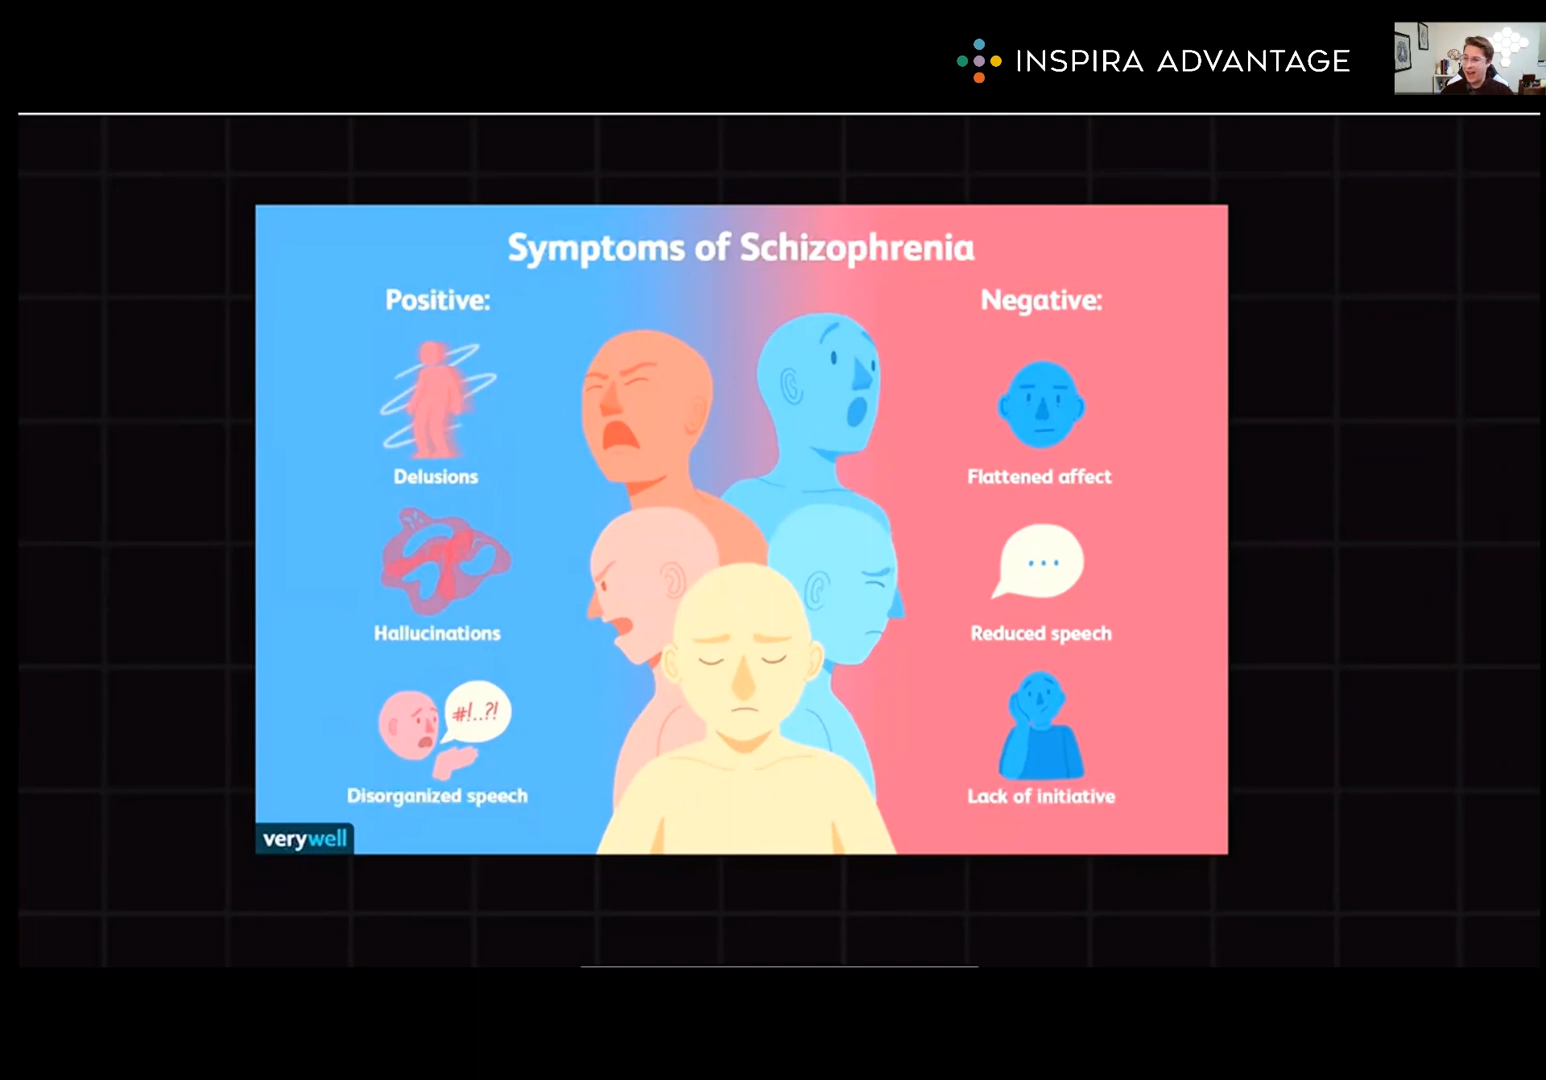 INSPIRA ADVANTAGE
Symptoms of Schizophrenia
Positive:
Negative:
Delusions
Flattened affect
Hallucinations
Reduced speech
#!..?!
Disorganized speech
Lack of initiative
verywell